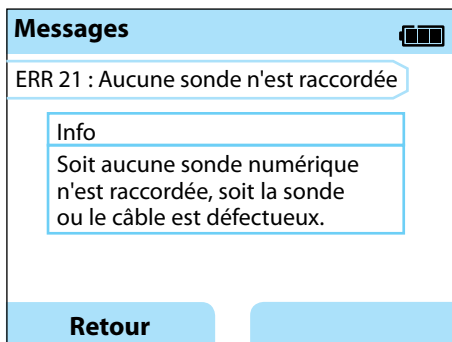 Messages
ERR 21 : Aucune sonde n'est raccordée
Info
Soit aucune sonde numérique
n'est raccordée, soit la sonde
ou le câble est défectueux.
Retour